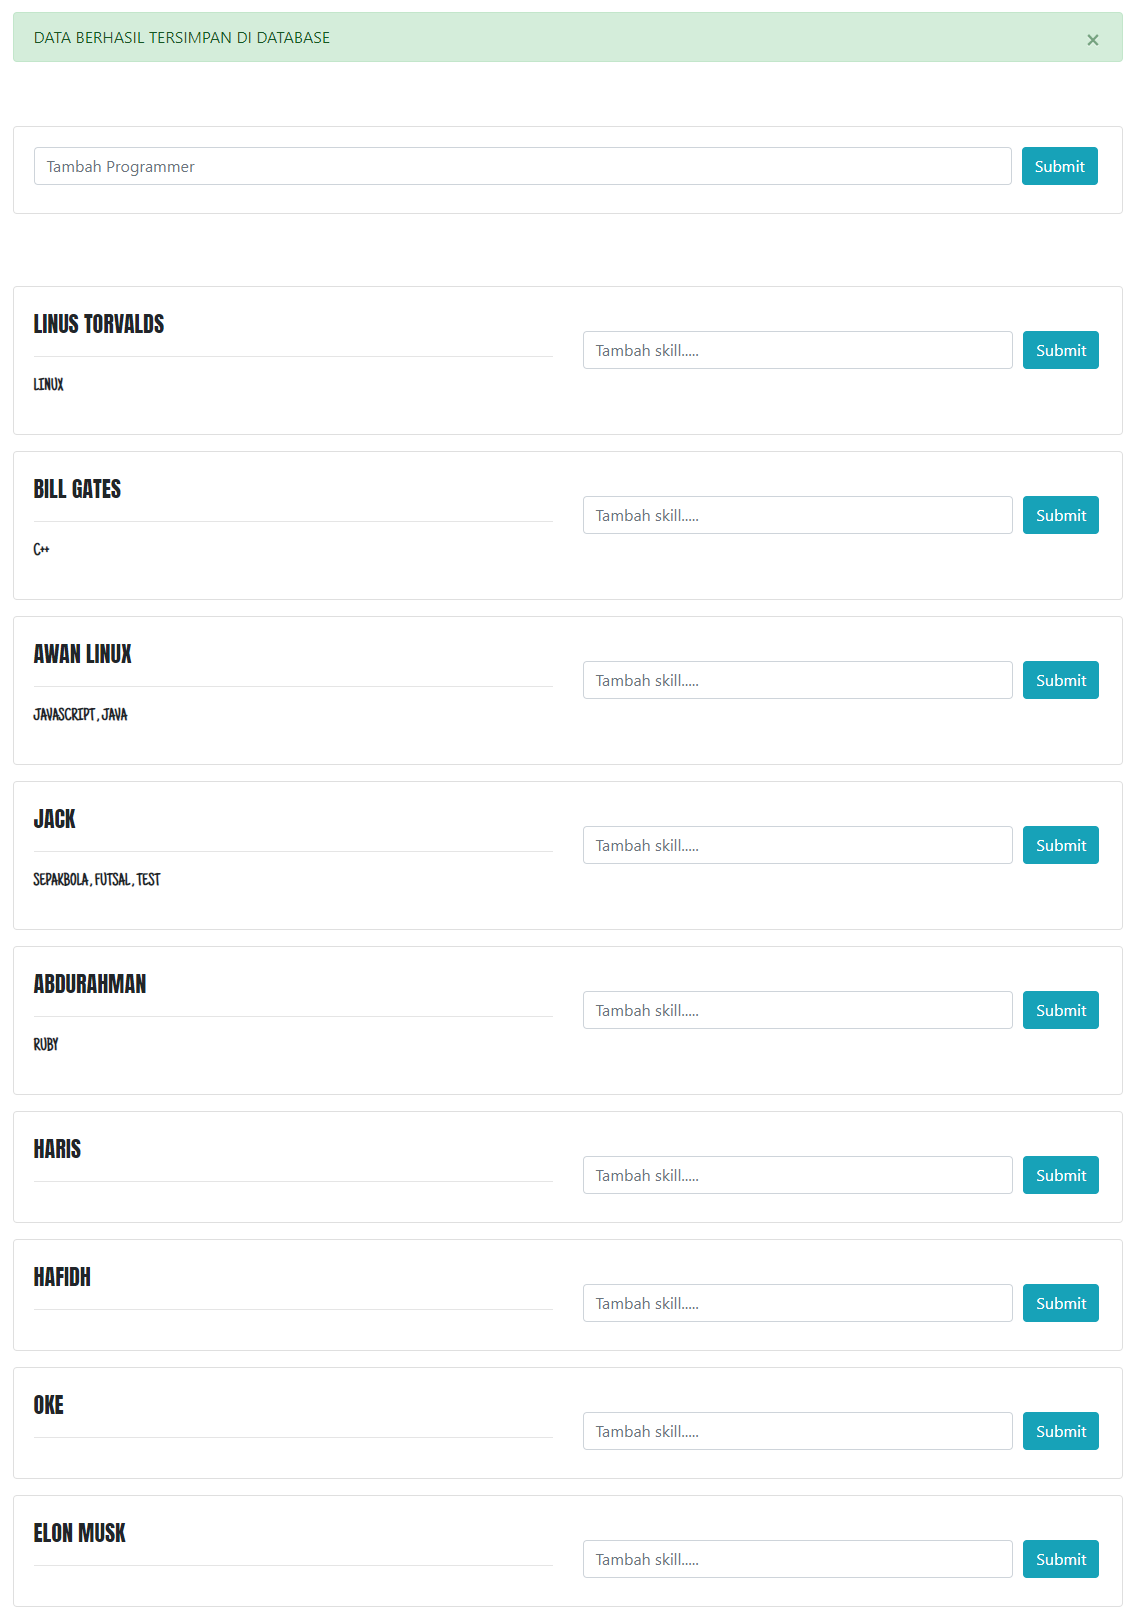 DATA BERHASIL TERSIMPAN DI DATABASE ×
Tambah Programmer Submit
LINUS TORVALDS
Tambah skill..... Submit
LINUX
BILL GATES
Tambah skill..... Submit
C++
AWAN LINUX
Tambah skill..... Submit
JAVASCRIPT , JAVA
JACK
Tambah skill..... Submit
SEPAKBOLA , FUTSAL , TEST
ABDURAHMAN
Tambah skill..... Submit
RUBY
HARIS
Tambah skill..... Submit
HAFIDH
Tambah skill..... Submit
OKE
Tambah skill..... Submit
ELON MUSK
Tambah skill..... Submit